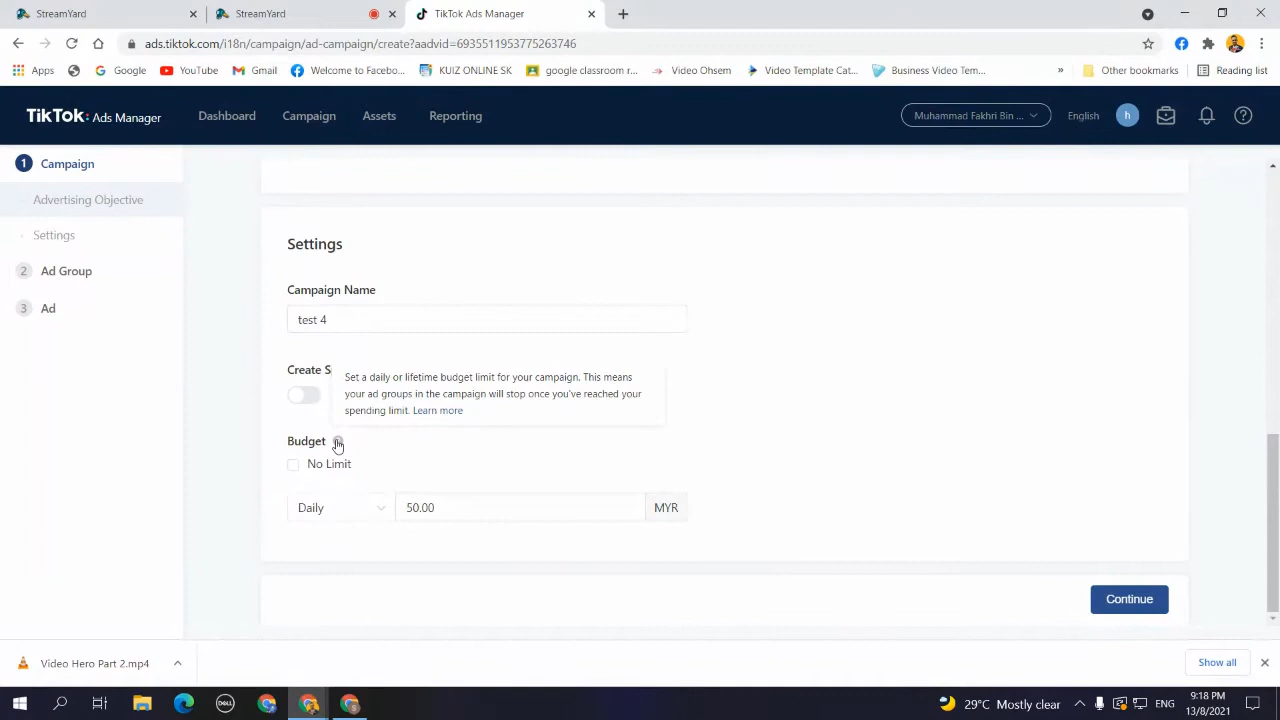 StreamYard
StreamYard
TikTok Ads Manager
ads.tiktok.com/i18n/campaign/ad-campaign/create?aadvid=6935511953775263746
Apps
Google
YouTube
Gmail
Welcome to Facebo...
KUIZ ONLINE SK
google classroom r...
Video Ohsem
Video Template Cat...
Business Video Tem...
»
Other bookmarks
Reading list
TikTok: Ads Manager
Dashboard
Campaign
Assets
Reporting
Muhammad Fakhri Bin ...
English
h
1 Campaign
Advertising Objective
Settings
2 Ad Group
3 Ad
Settings
Campaign Name
test 4
Create S
Set a daily or lifetime budget limit for your campaign. This means
your ad groups in the campaign will stop once you've reached your
spending limit. Learn more
Budget
No Limit
Daily
50.00
MYR
Continue
Video Hero Part 2.mp4
Show all
DELL
29°C Mostly clear
ENG
9:18 PM
13/8/2021